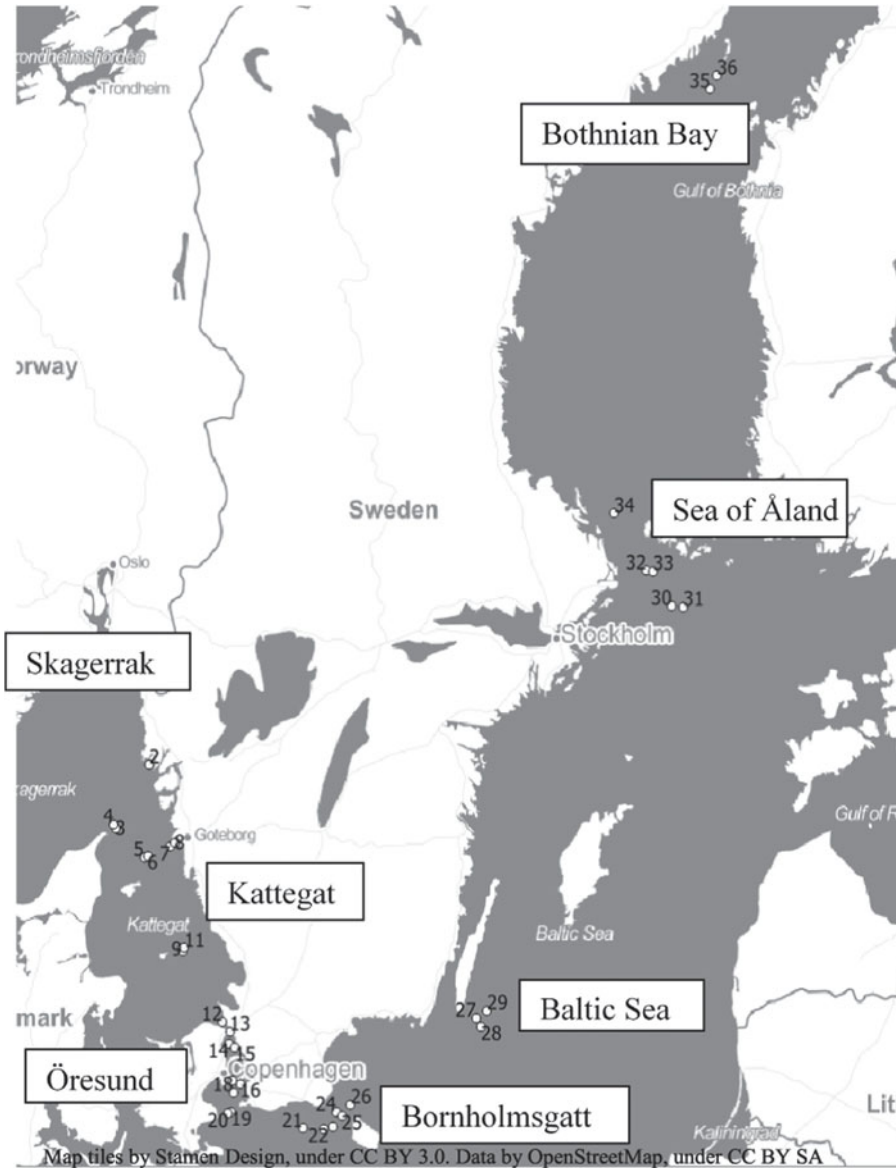 rondheimsfjorden
Trondheim
36
35
Bothnian Bay
Gulf of Bothnia
orway
Sweden
34
Sea of Åland
Oslo
32 33
30 31
Stockholm
Skagerrak
2
kagerrak
4
3
Goteborg
8
7
5
6
Gulf of R
Kattegat
Kattegat
Baltic Sea
11
9
29
27
28
Baltic Sea
12
13
mark
14
15
Copenhagen
Öresund
18
16
26
24
25
20 19
21
22
Bornholmsgatt
Lit
Kaliningrad
Map tiles by Stamen Design, under CC BY 3.0. Data by OpenStreetMap, under CC BY SA